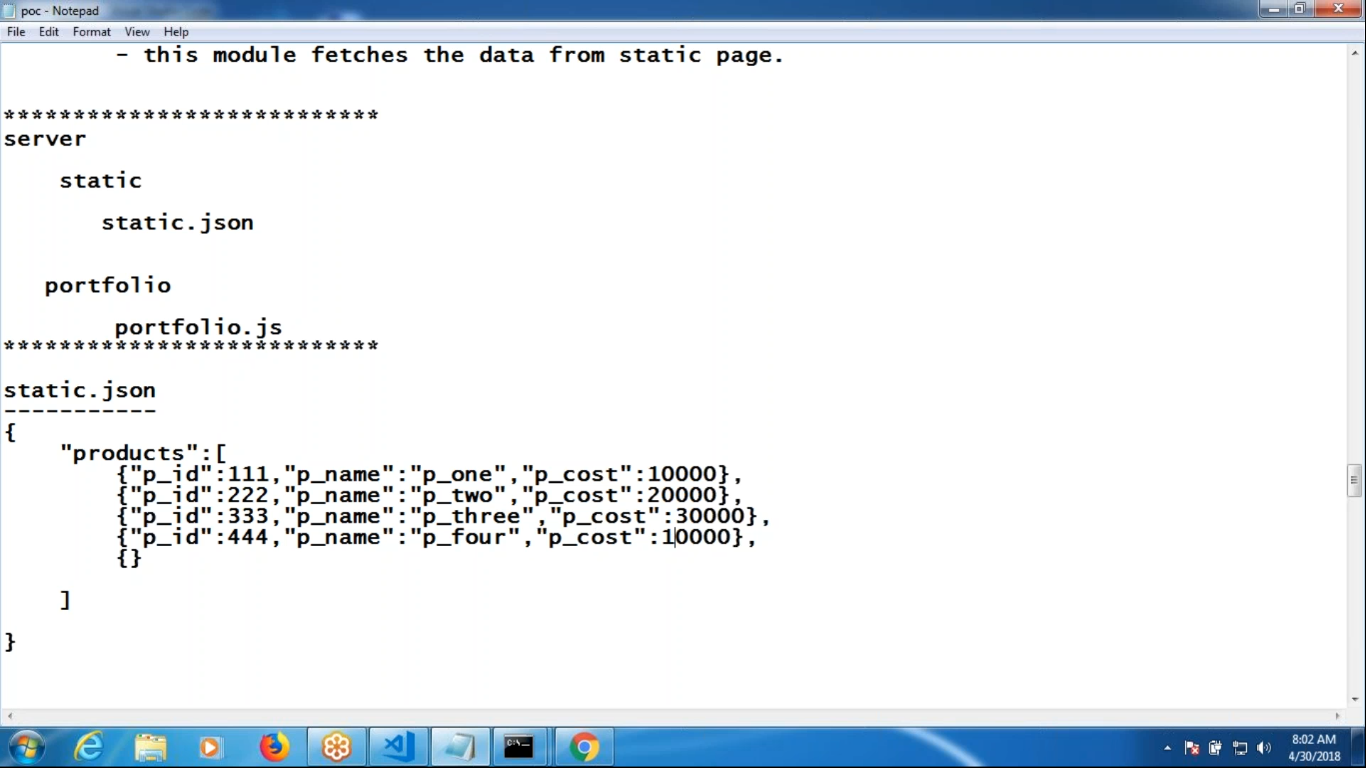 poc - Notepad
File Edit Format View Help
- this module fetches the data from static page.
***************************
server
static
static.json
portfolio
portfolio.js
***************************
static.json
-----------
{
"products":[
{"p_id":111,"p_name":"p_one","p_cost":10000},
{"p_id":222,"p_name":"p_two","p_cost":20000},
{"p_id":333,"p_name":"p_three","p_cost":30000},
{"p_id":444,"p_name":"p_four","p_cost":10000},
{}
]
}
8:02 AM
4/30/2018